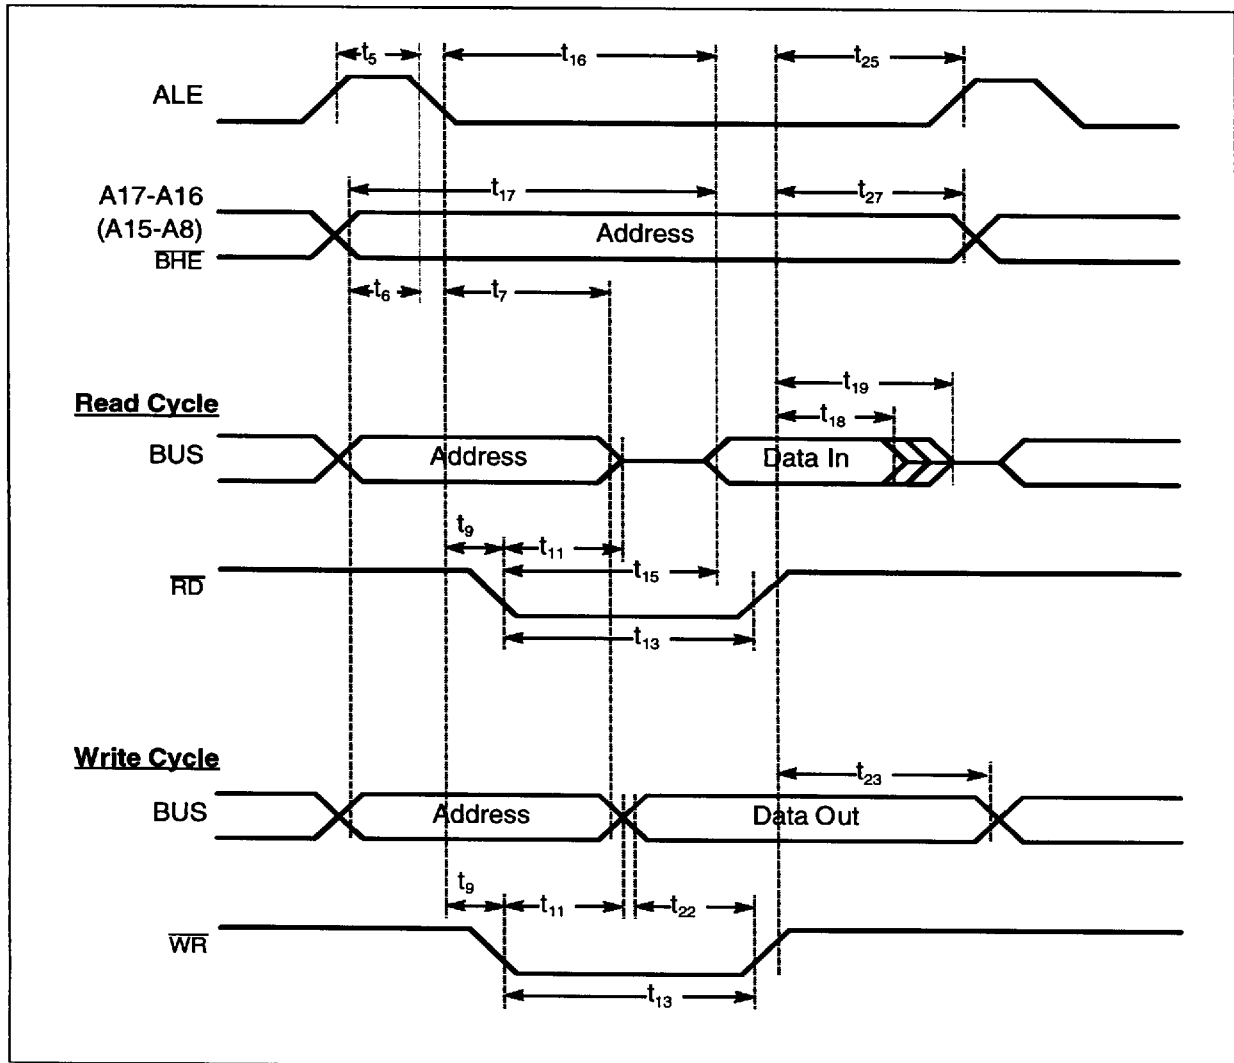 t5 t16 t25
ALE
A17-A16
(A15-A8)
BHE
t17 t27
Address
t6 t7
t19
t18
Read Cycle
BUS
Address Data In
t9 t11
t15
RD
t13
Write Cycle
t23
BUS
Address Data Out
t9 t11 t22
WR
t13